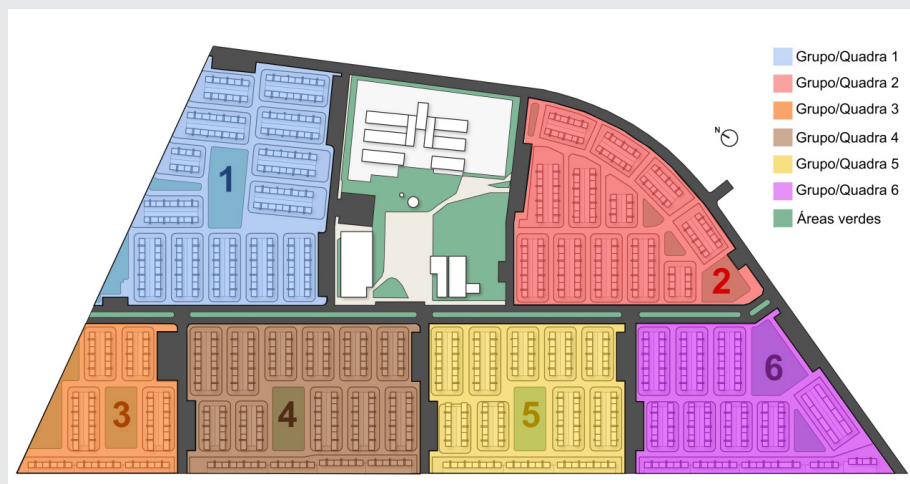 Grupo/Quadra 1
Grupo/Quadra 2
Grupo/Quadra 3
Grupo/Quadra 4
Grupo/Quadra 5
Grupo/Quadra 6
Áreas verdes
N
1
2
3
4
5
6